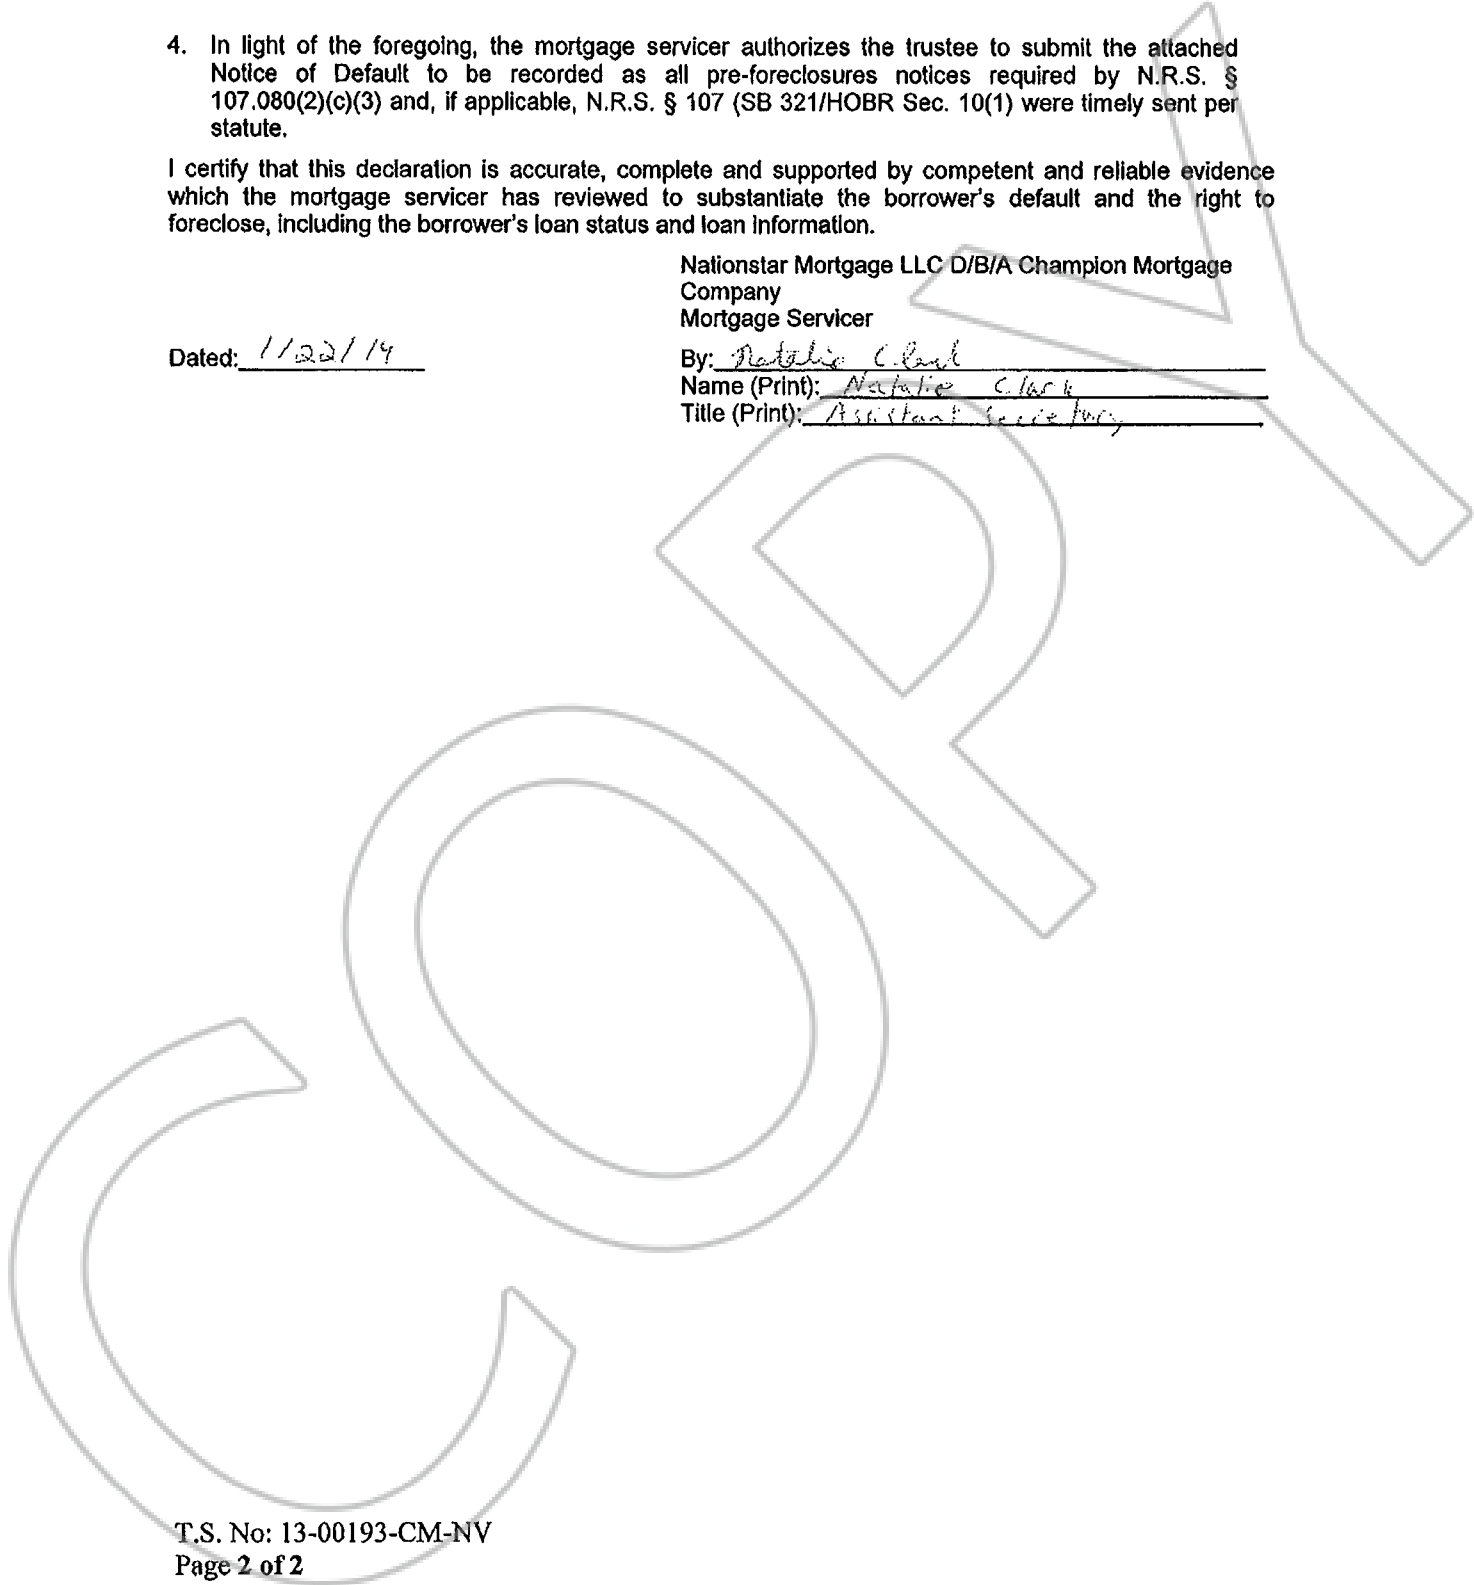 4. In light of the foregoing, the mortgage servicer authorizes the trustee to submit the attached
Notice of Default to be recorded as all pre-foreclosures notices required by N.R.S. §
107.080(2)(c)(3) and, if applicable, N.R.S. § 107 (SB 321/HOBR Sec. 10(1) were timely sent per
statute.
I certify that this declaration is accurate, complete and supported by competent and reliable evidence
which the mortgage servicer has reviewed to substantiate the borrower's default and the right to
foreclose, including the borrower's loan status and loan information.
Nationstar Mortgage LLC D/B/A Champion Mortgage
Company
Mortgage Servicer
Dated: 1/22/14
By: Natalie Clark
Name (Print): Natalie Clark
Title (Print): Assistant Secretary
COPY
T.S. No: 13-00193-CM-NV
Page 2 of 2